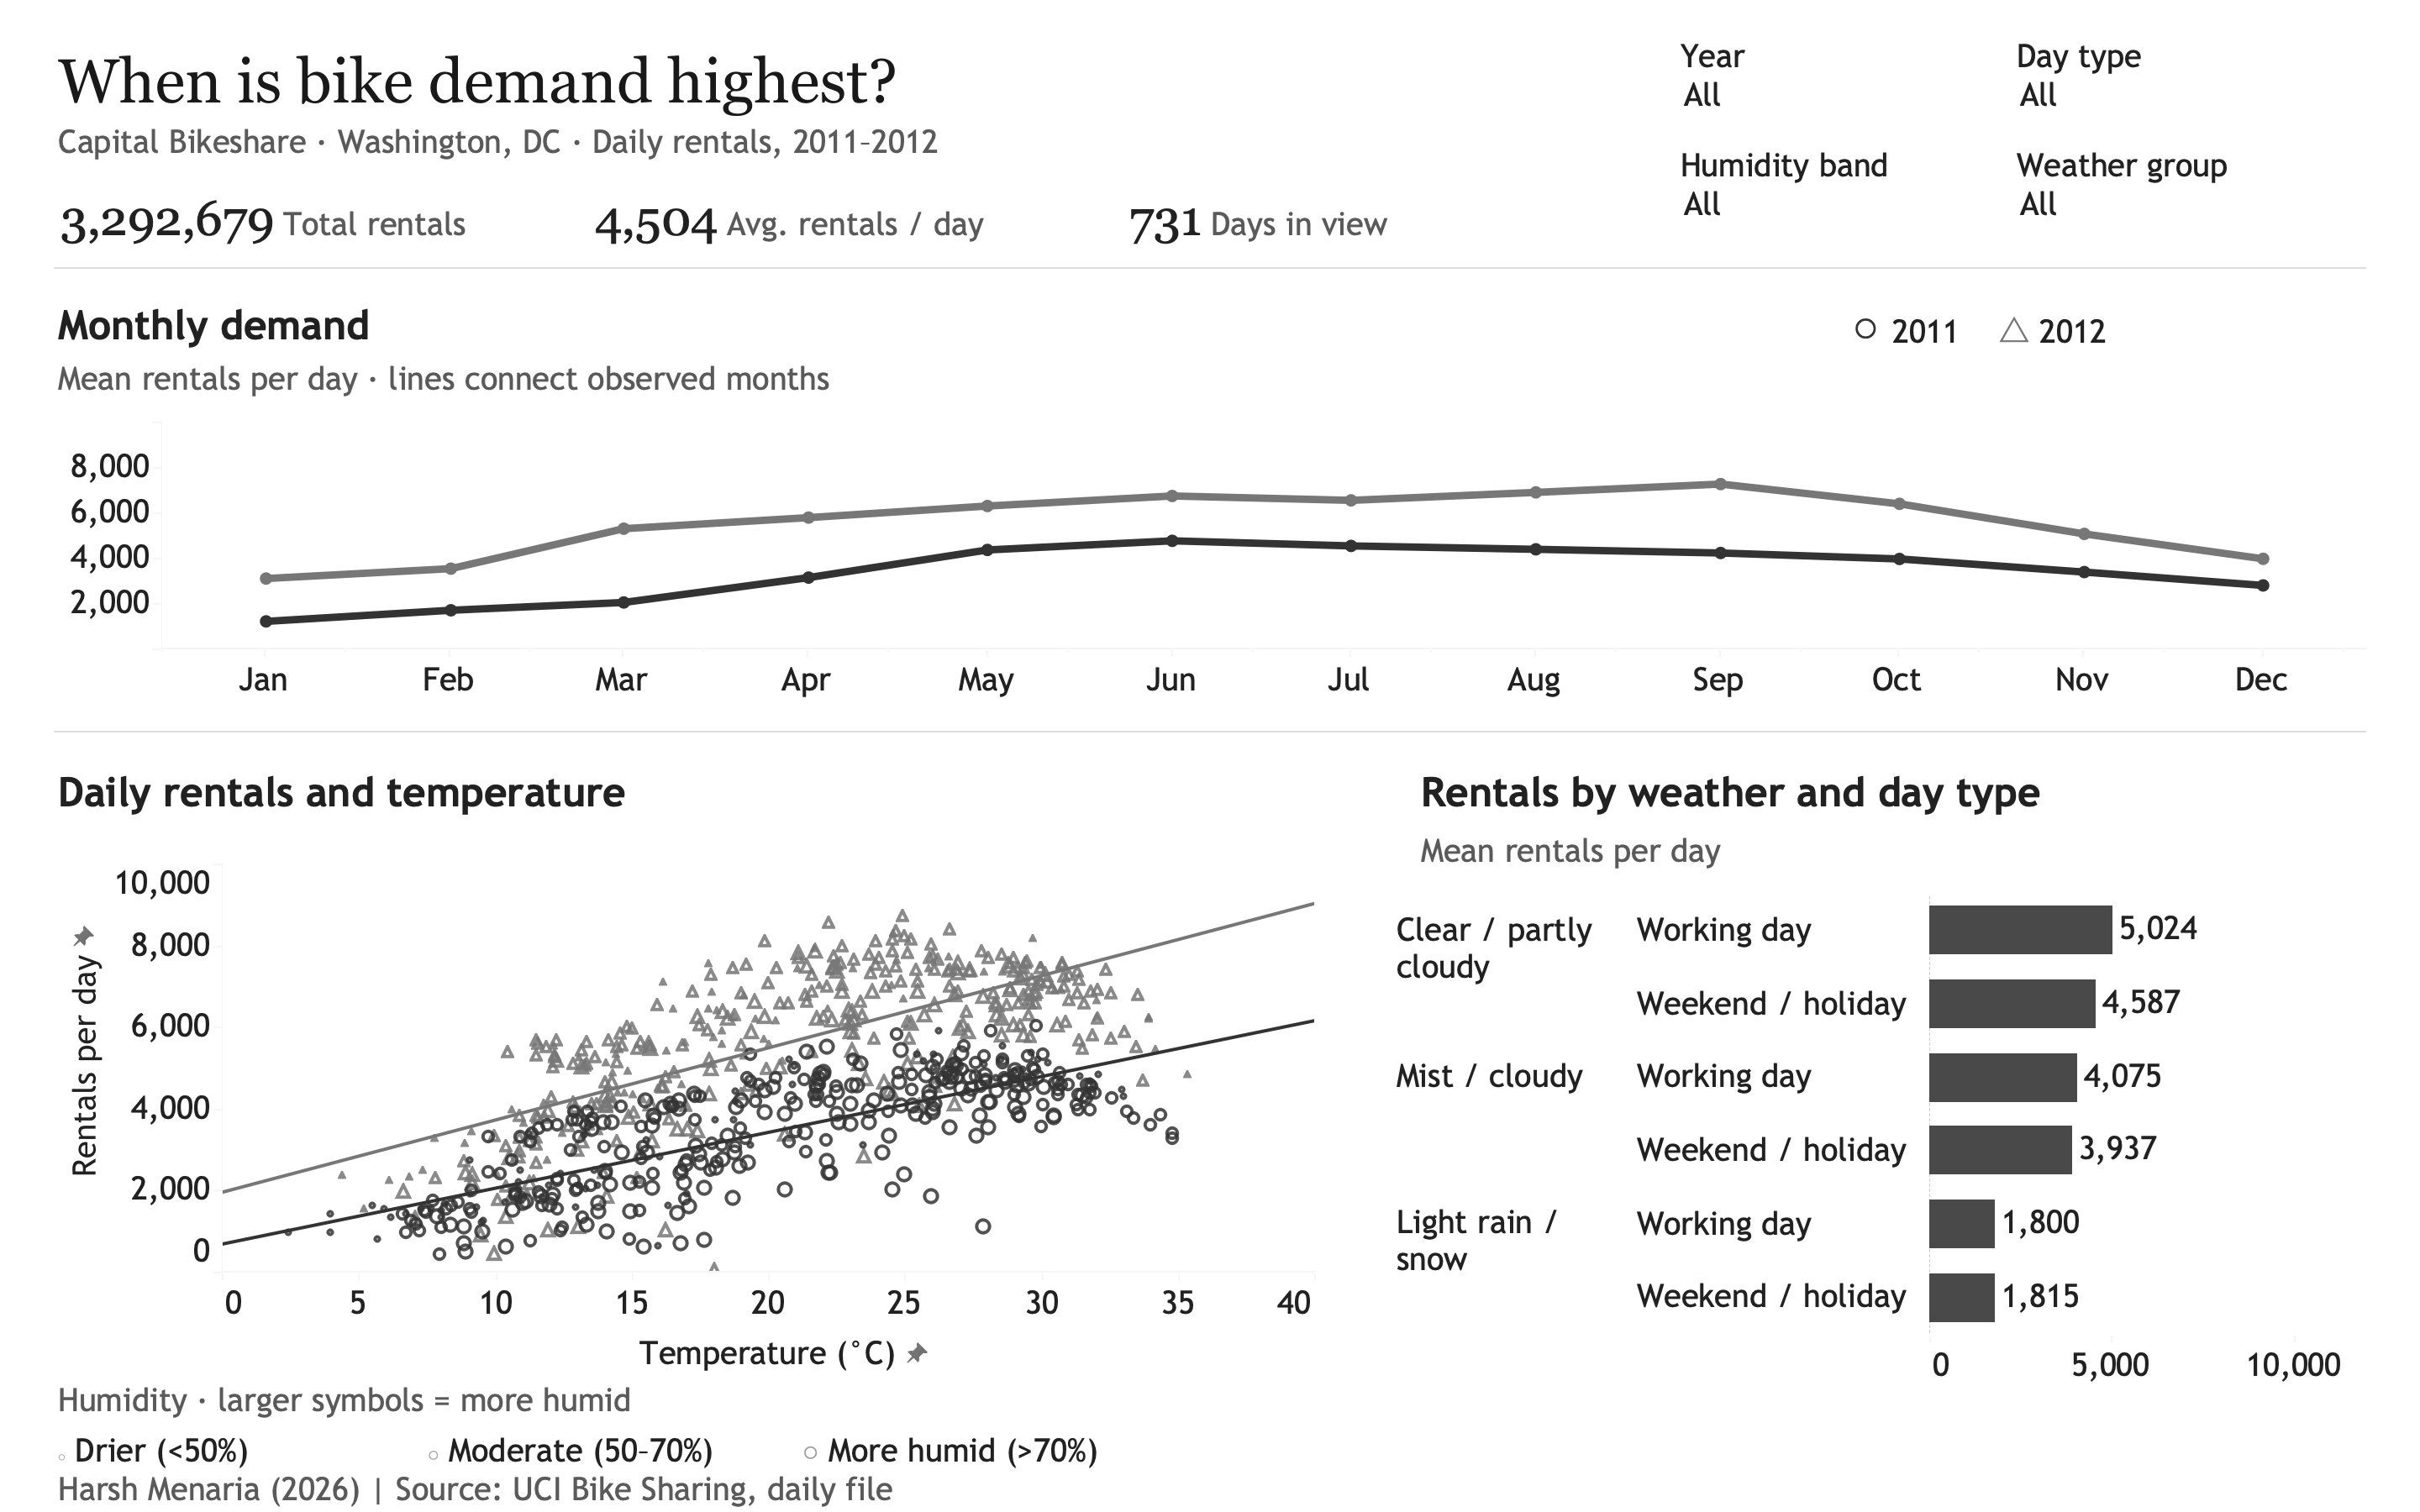 When is bike demand highest?
Capital Bikeshare · Washington, DC · Daily rentals, 2011–2012
3,292,679 Total rentals
4,504 Avg. rentals / day
731 Days in view
Year
All
Day type
All
Humidity band
All
Weather group
All
Monthly demand
Mean rentals per day · lines connect observed months
2011
2012
8,000
6,000
4,000
2,000
Jan Feb Mar Apr May Jun Jul Aug Sep Oct Nov Dec
Daily rentals and temperature
Rentals per day
10,000
8,000
6,000
4,000
2,000
0
0 5 10 15 20 25 30 35 40
Temperature (°C)
Humidity · larger symbols = more humid
Drier (<50%)
Moderate (50–70%)
More humid (>70%)
Harsh Menaria (2026) | Source: UCI Bike Sharing, daily file
Rentals by weather and day type
Mean rentals per day
Clear / partly
cloudy
Working day 5,024
Weekend / holiday 4,587
Mist / cloudy
Working day 4,075
Weekend / holiday 3,937
Light rain /
snow
Working day 1,800
Weekend / holiday 1,815
0 5,000 10,000